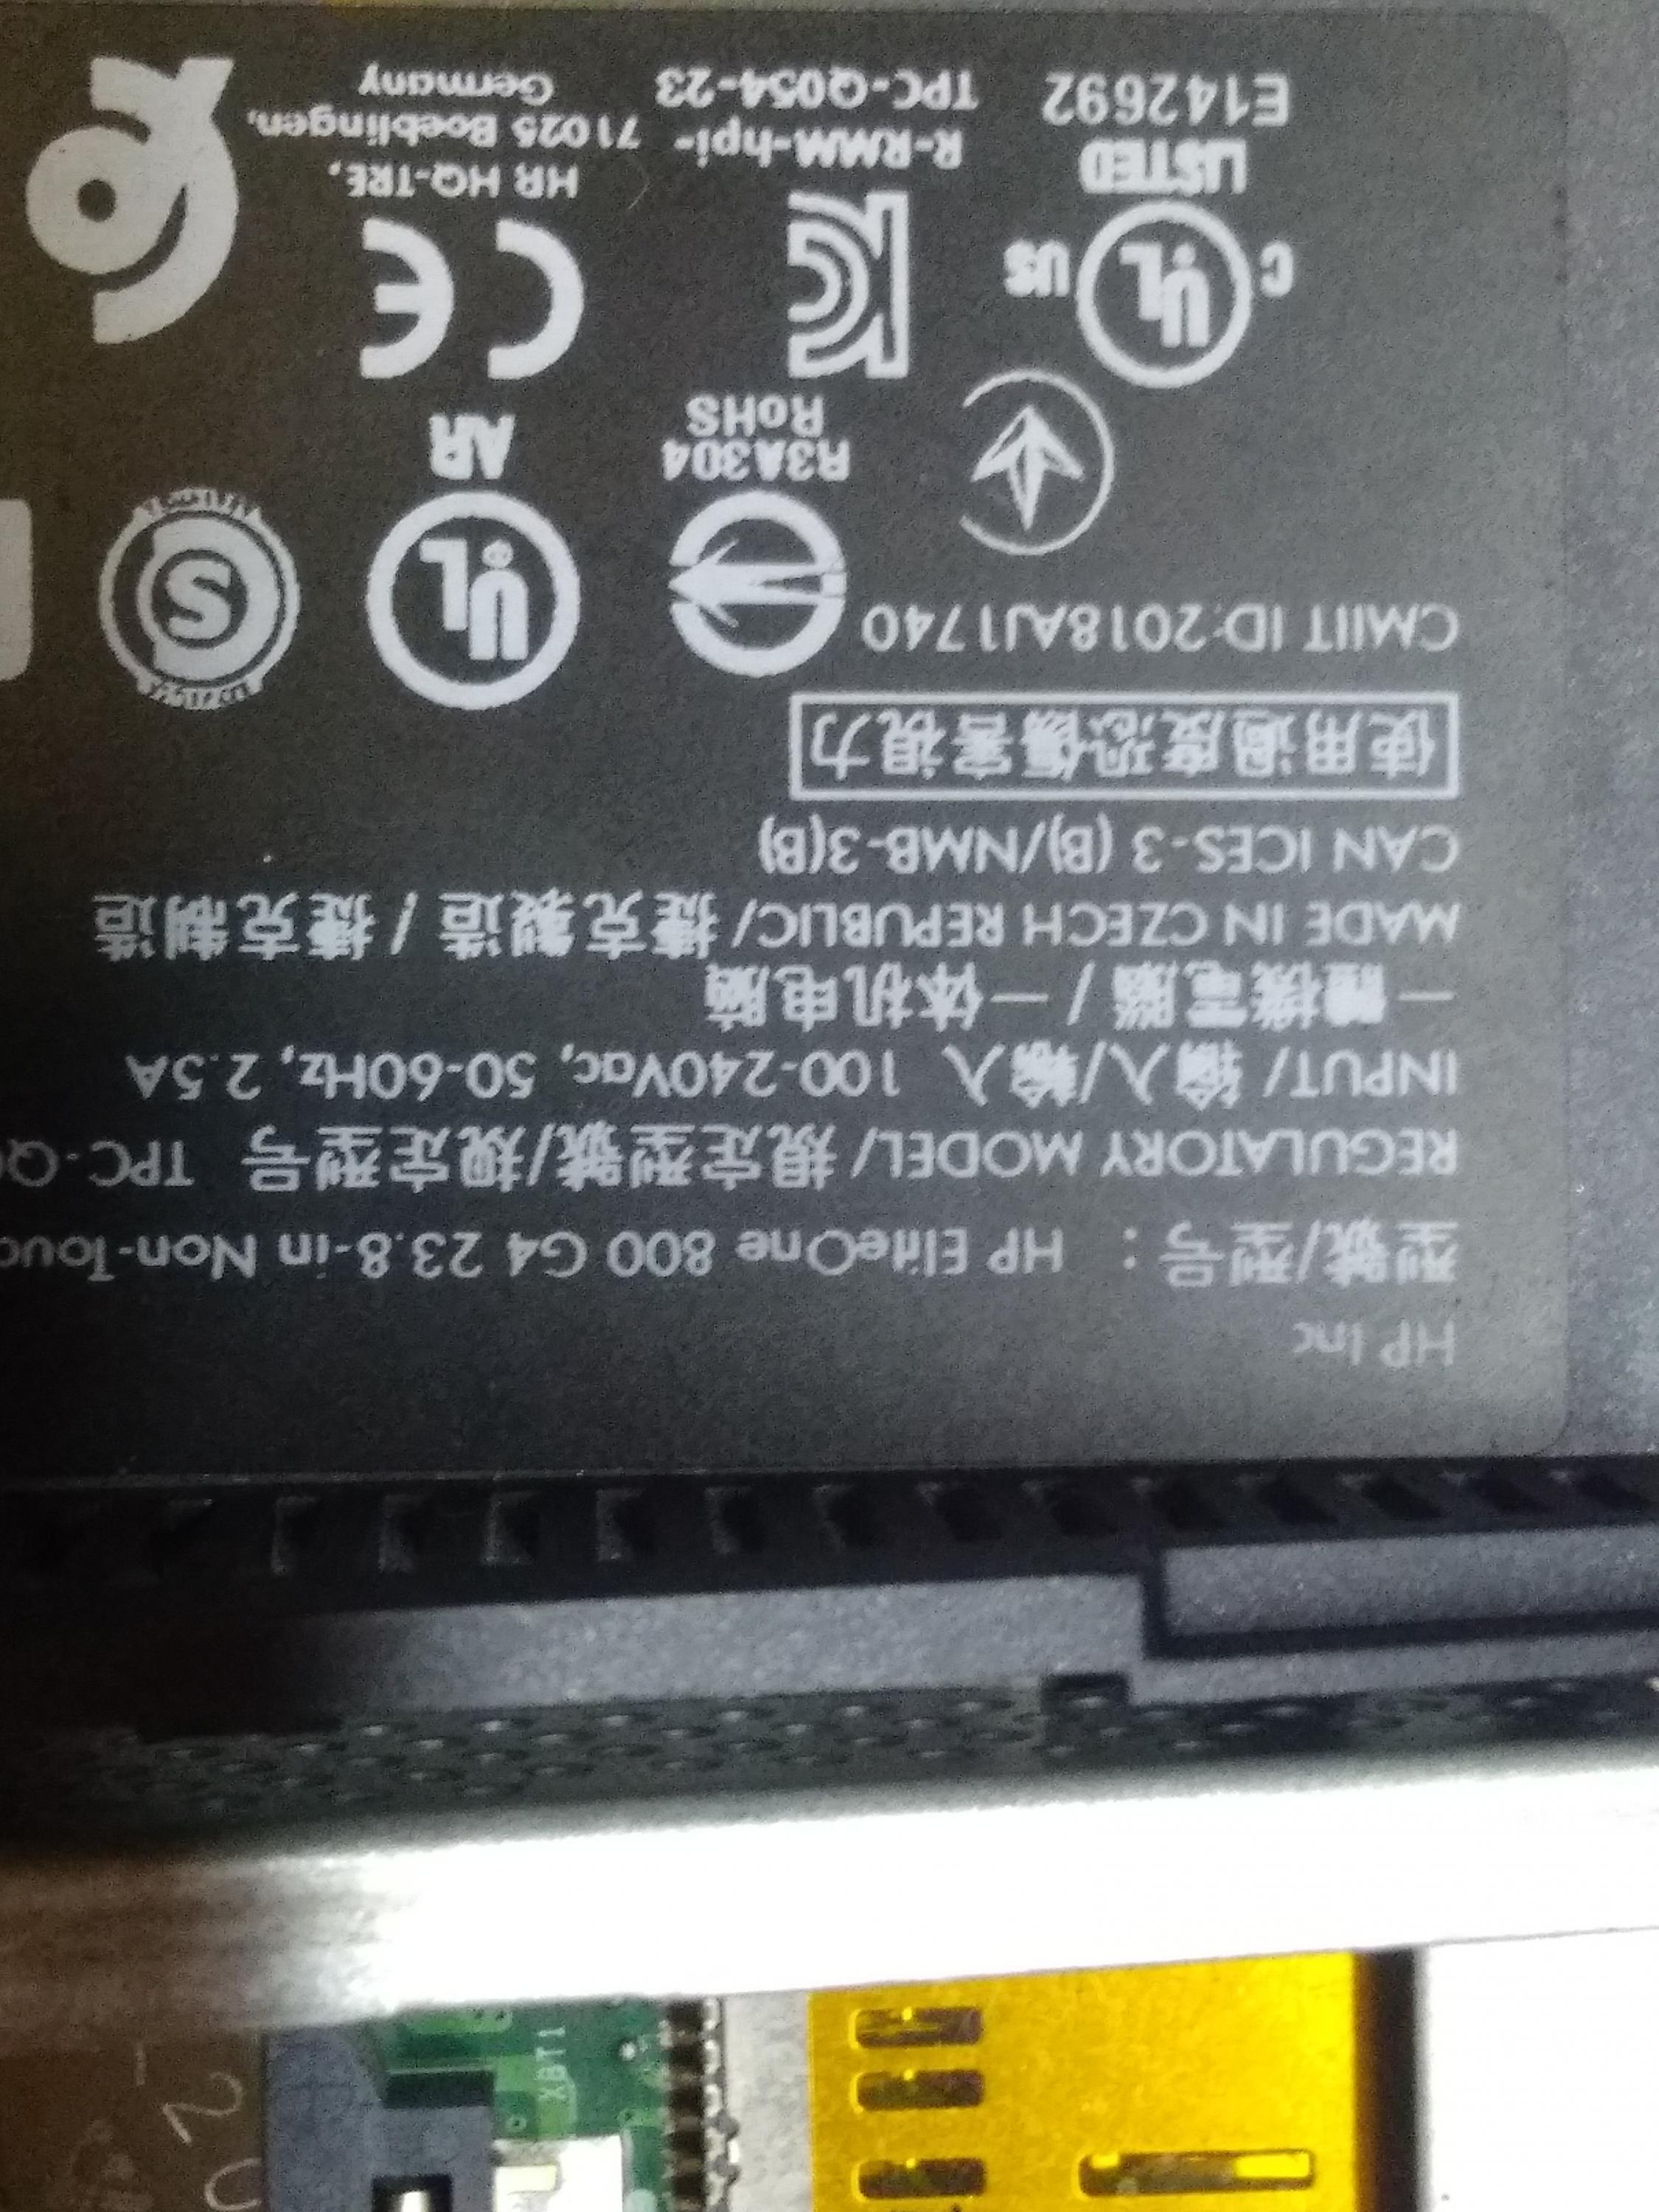 HP Inc
型號/型号： HP EliteOne 800 G4 23.8-in Non-Touc
REGULATORY MODEL/ 規定型號/规定型号 TPC-Q
INPUT/ 输入/輸入 100-240Vac, 50-60Hz, 2.5A
一體機電腦 / 一体机电脑
MADE IN CZECH REPUBLIC/ 捷克製造 / 捷克制造
CAN ICES-3 (B)/NMB-3(B)
使用過度恐傷害視力
CMIIT ID:2018AJ1740
R3A304
RoHS
UL
AR
S
C UL US
LISTED
E142692
R-RMM-hpi-
TPC-Q054-23
CE
HR HQ-TRE,
71025 Boeblingen,
Germany
XBT1